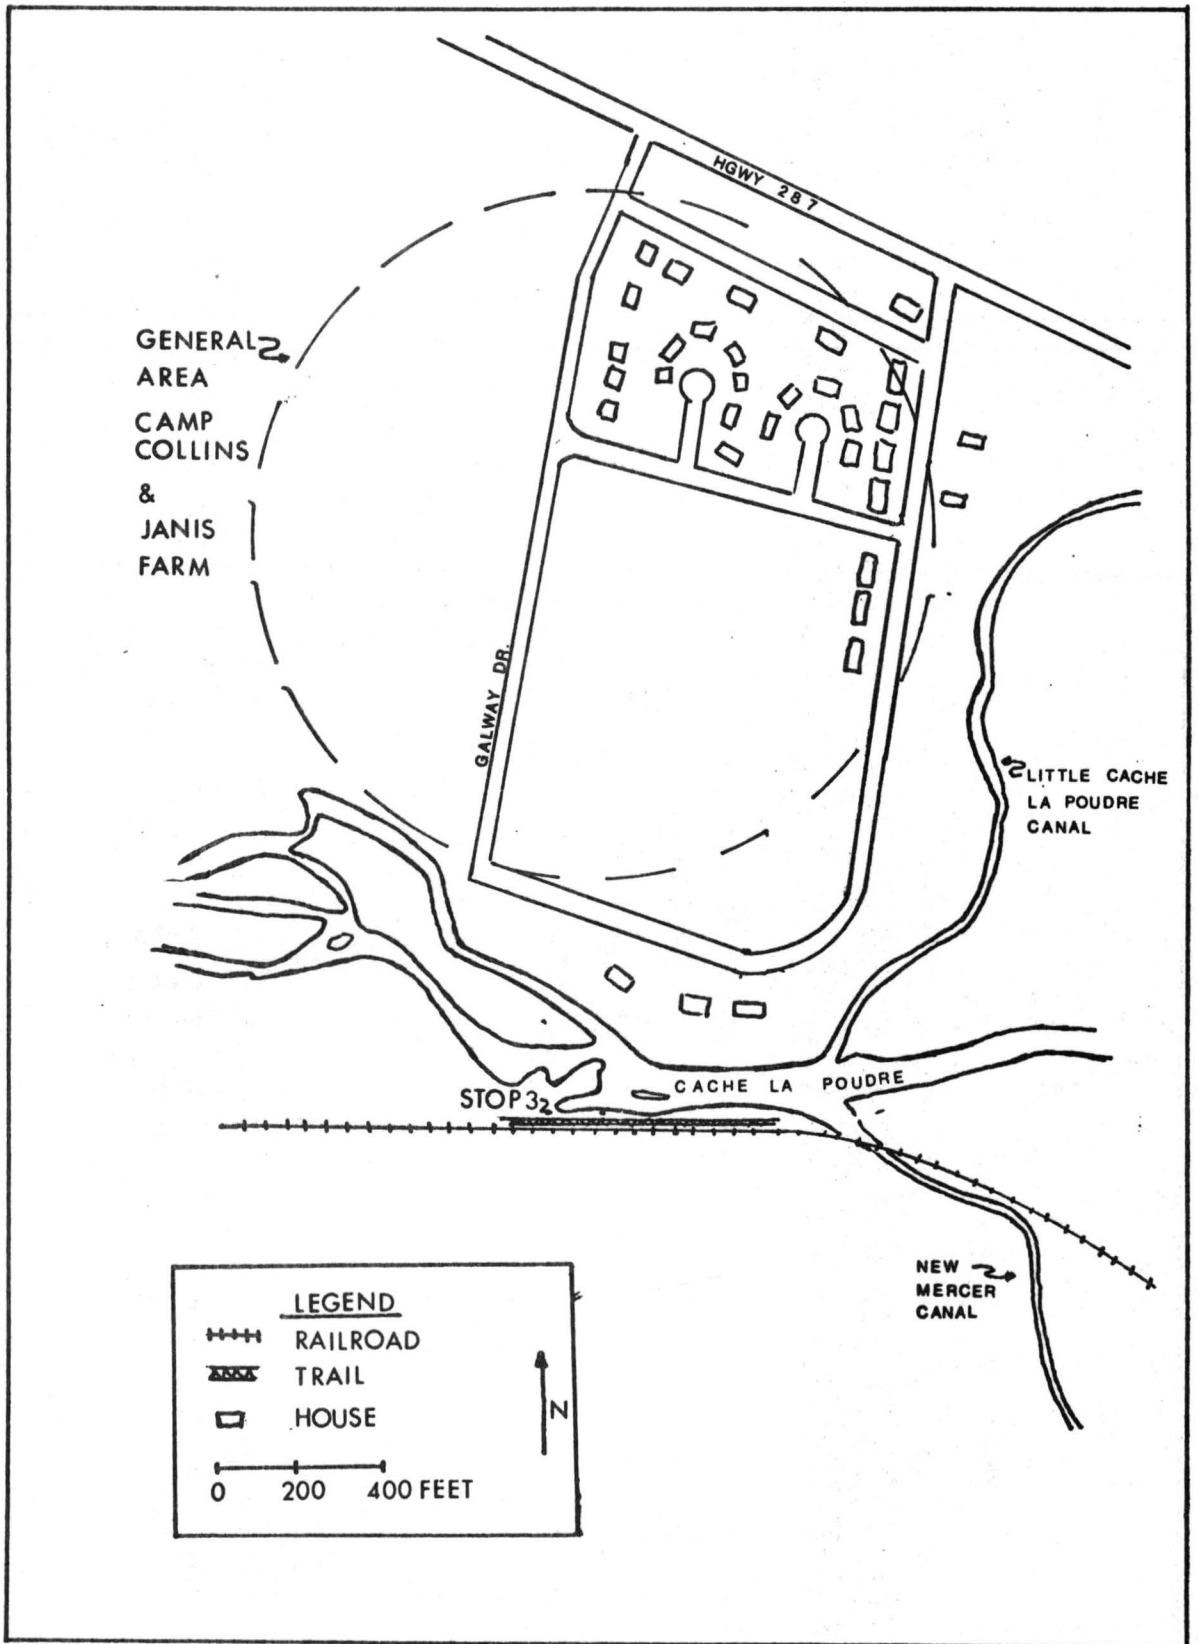 HGWY 287
GENERAL
AREA
CAMP
COLLINS
&
JANIS
FARM
GALWAY DR.
LITTLE CACHE
LA POUDRE
CANAL
CACHE LA POUDRE
STOP 3
NEW
MERCER
CANAL
LEGEND
RAILROAD
TRAIL
HOUSE
N
0 200 400 FEET